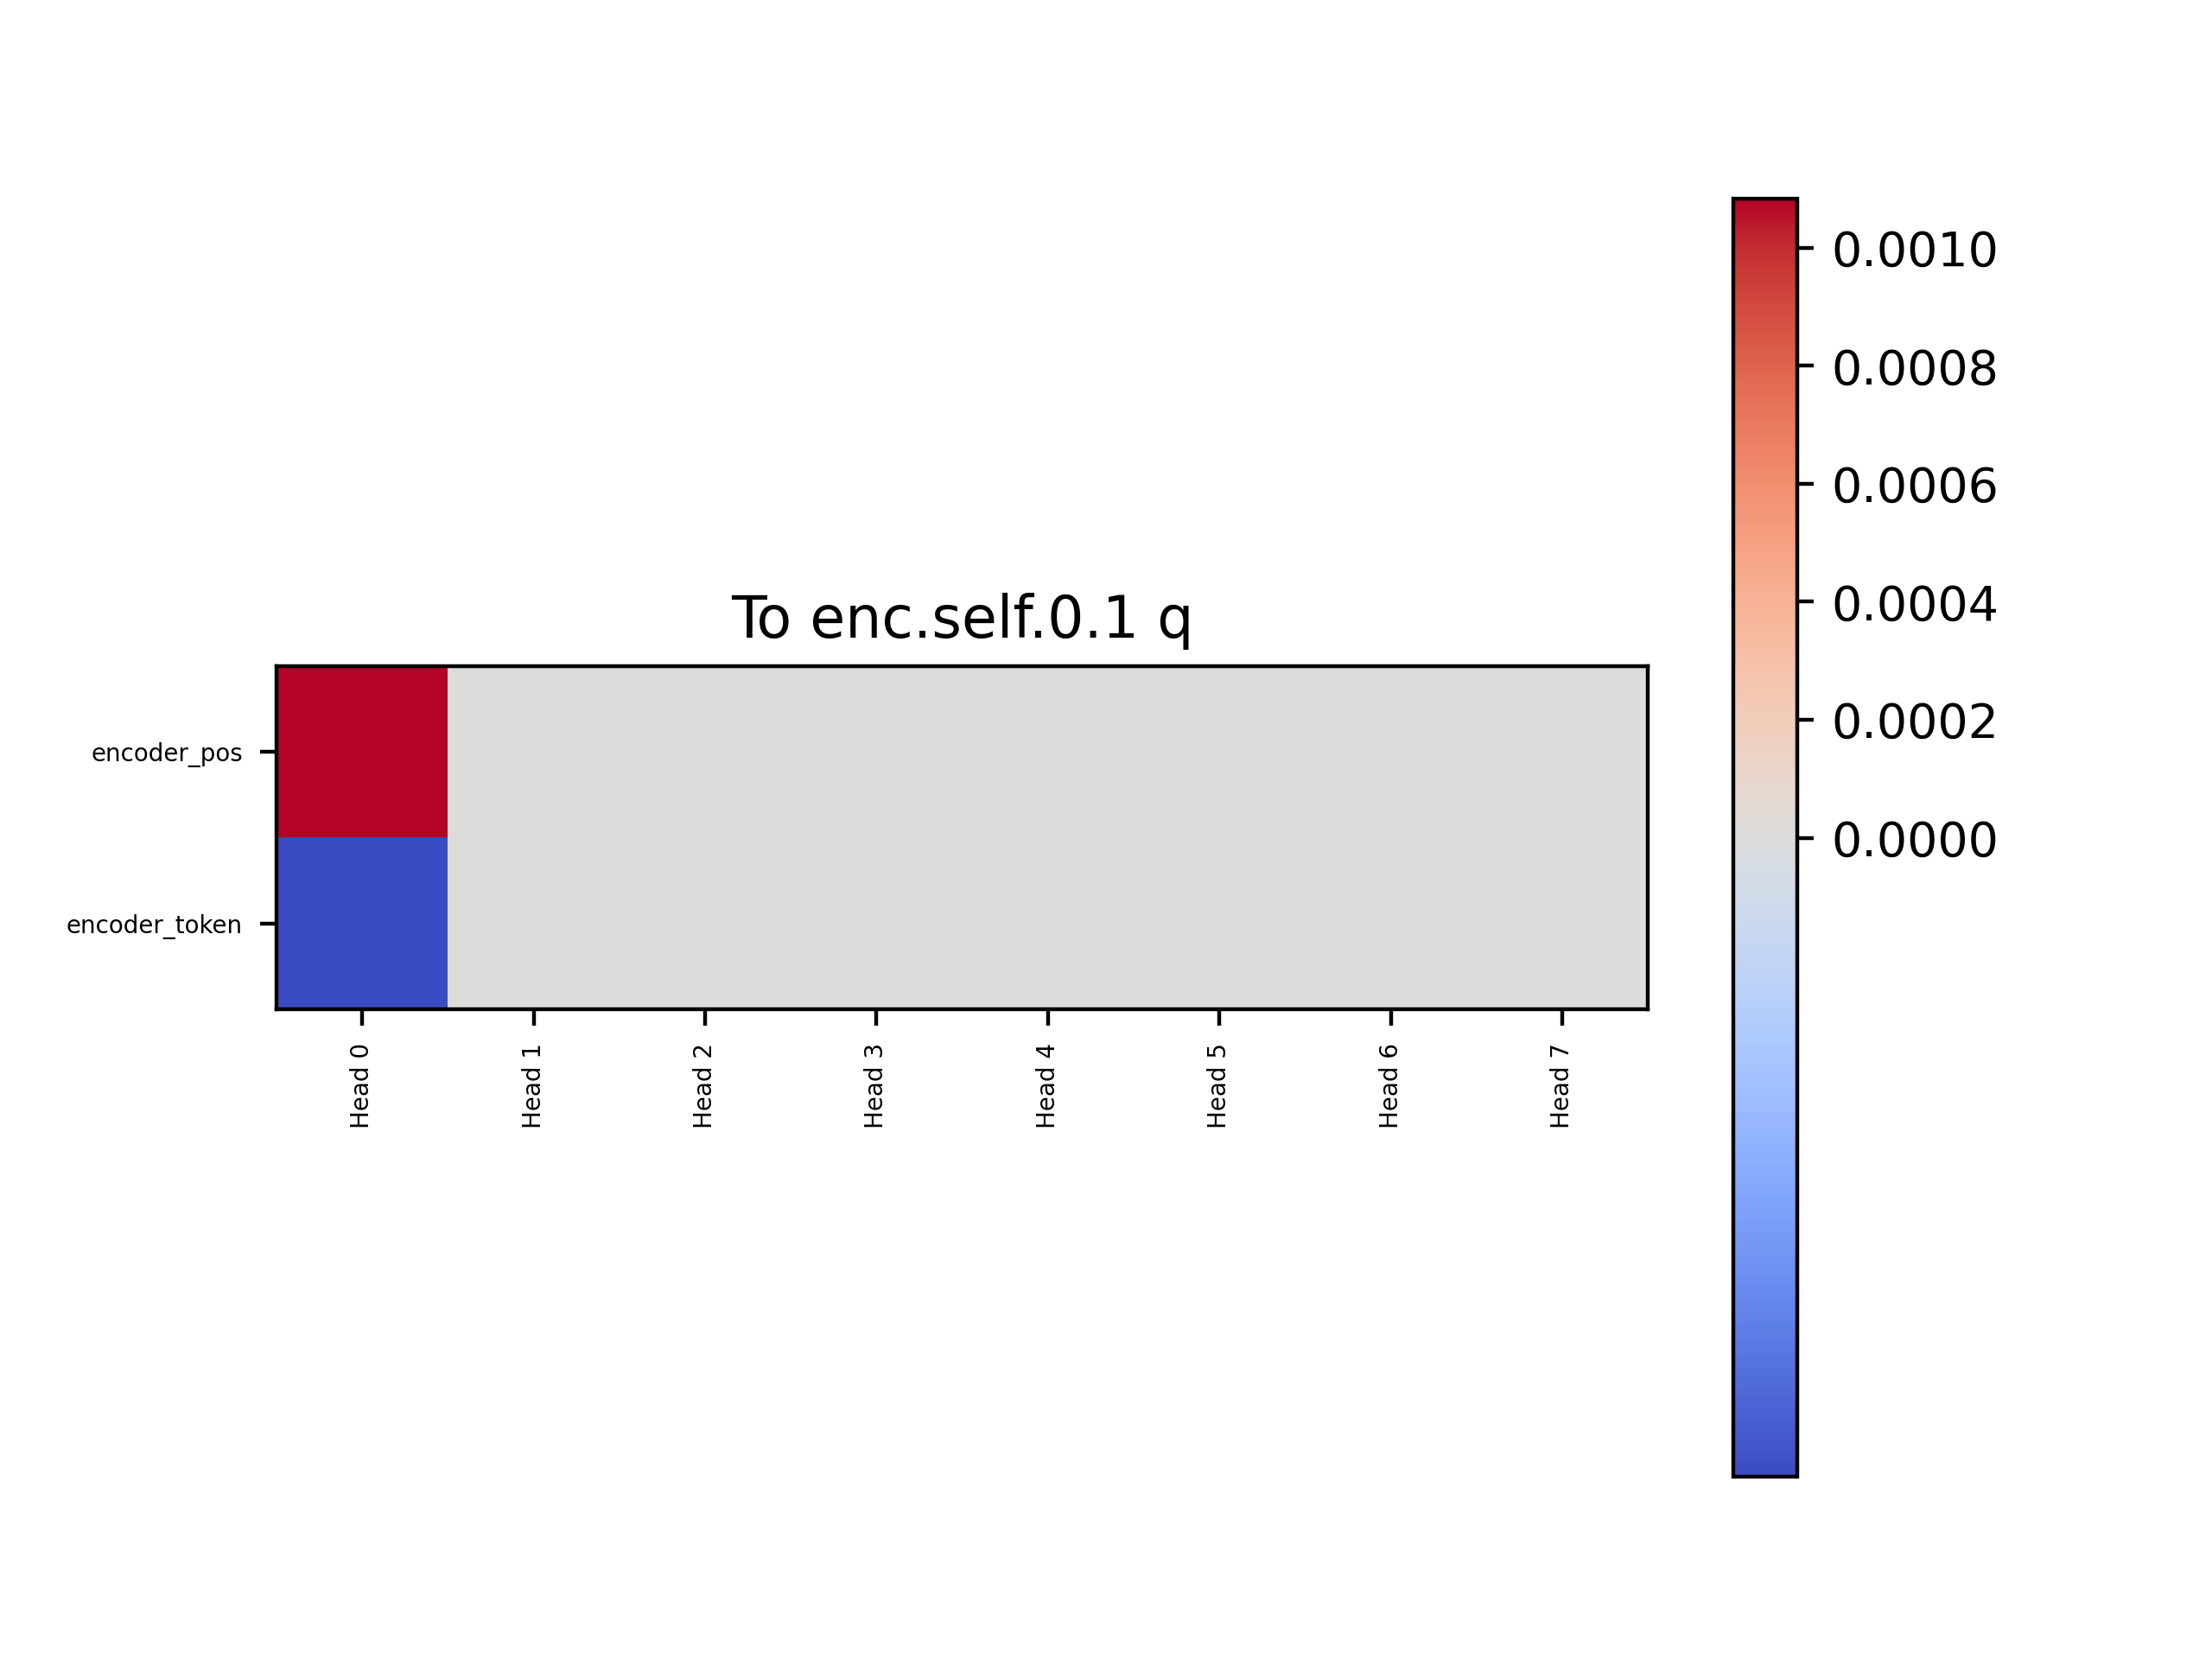 To enc.self.0.1 q
encoder_pos
encoder_token
Head 0
Head 1
Head 2
Head 3
Head 4
Head 5
Head 6
Head 7
0.0010
0.0008
0.0006
0.0004
0.0002
0.0000